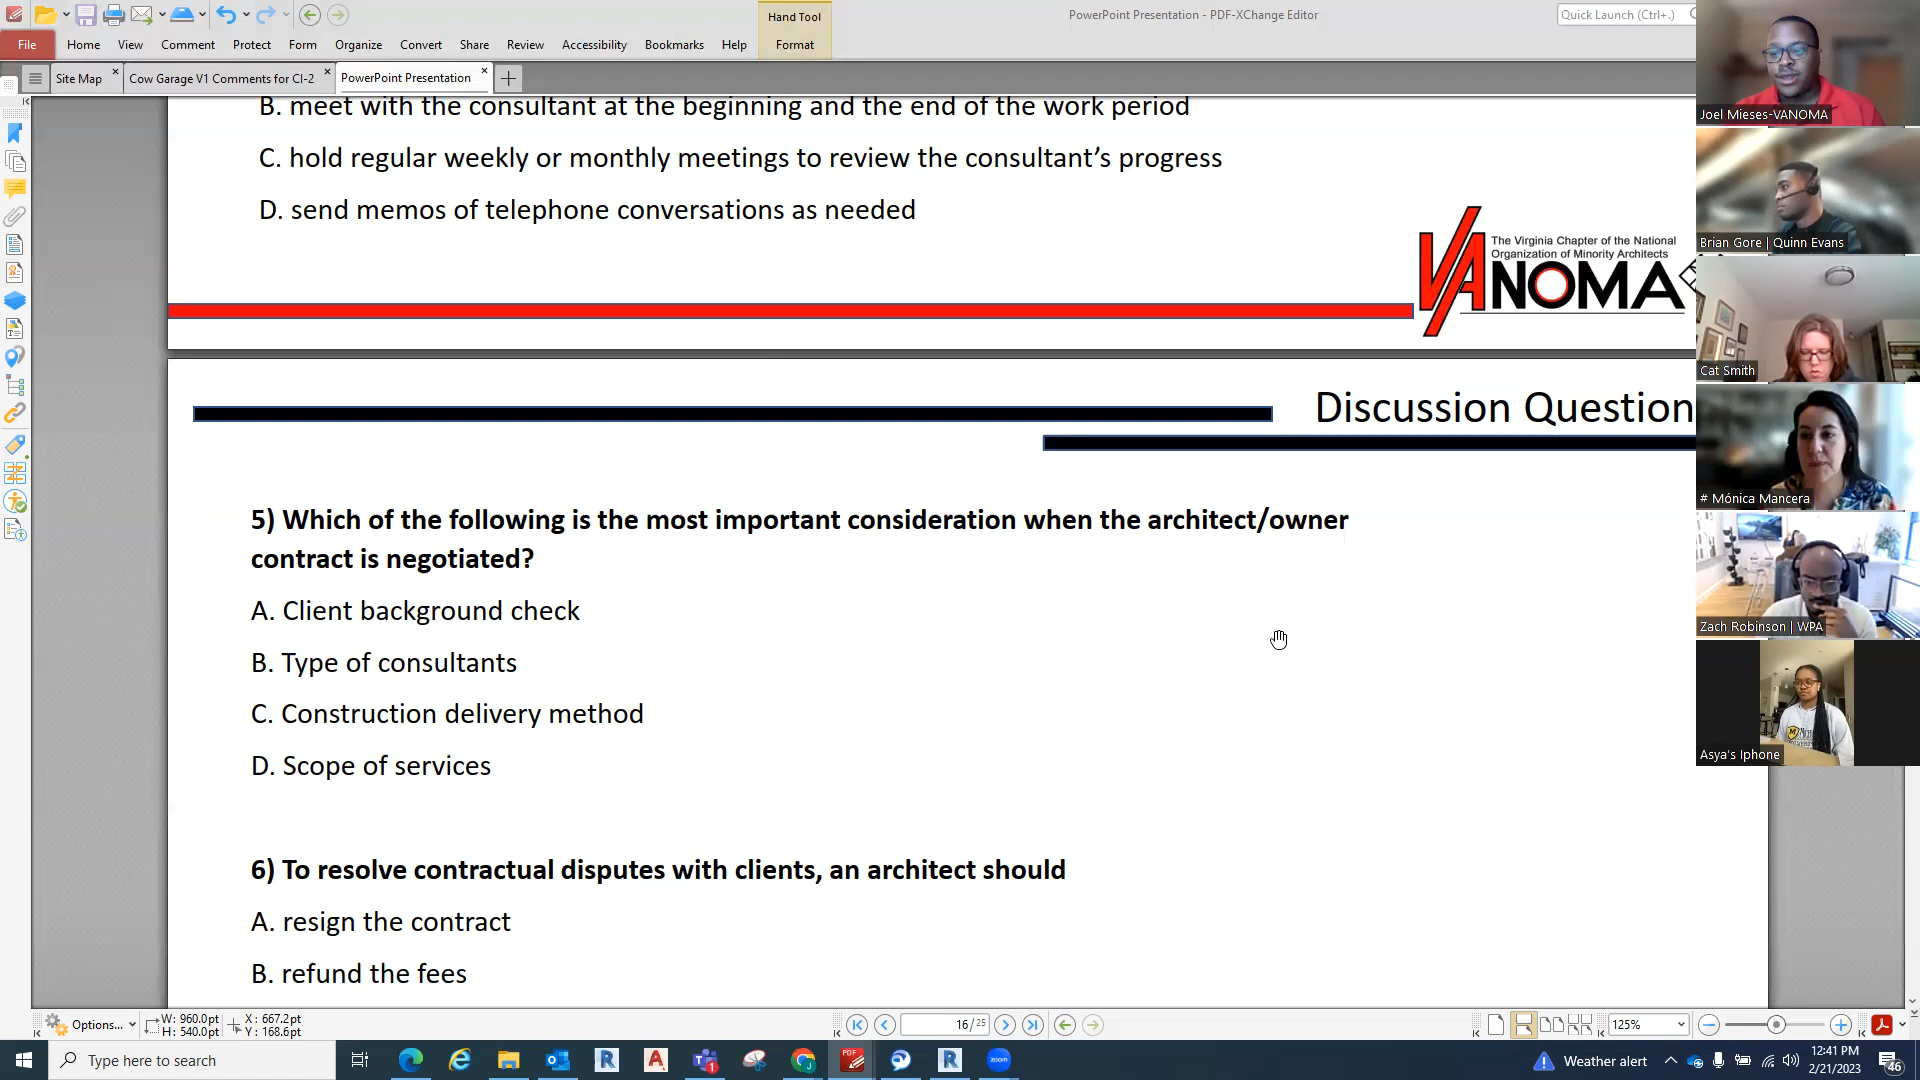 PowerPoint Presentation - PDF-XChange Editor
Hand Tool
Quick Launch (Ctrl+.)
File
Home
View
Comment
Protect
Form
Organize
Convert
Share
Review
Accessibility
Bookmarks
Help
Format
Site Map
Cow Garage V1 Comments for CI-2
PowerPoint Presentation
B. meet with the consultant at the beginning and the end of the work period
C. hold regular weekly or monthly meetings to review the consultant’s progress
D. send memos of telephone conversations as needed
The Virginia Chapter of the National
Organization of Minority Architects
VANOMA
Discussion Question
5) Which of the following is the most important consideration when the architect/owner
contract is negotiated?
A. Client background check
B. Type of consultants
C. Construction delivery method
D. Scope of services
6) To resolve contractual disputes with clients, an architect should
A. resign the contract
B. refund the fees
Joel Mieses-VANOMA
Brian Gore | Quinn Evans
Cat Smith
# Mónica Mancera
Zach Robinson | WPA
Asya's Iphone
Options...
W: 960.0pt
H: 540.0pt
X: 667.2pt
Y: 168.6pt
16/25
125%
Type here to search
Weather alert
12:41 PM
2/21/2023
46